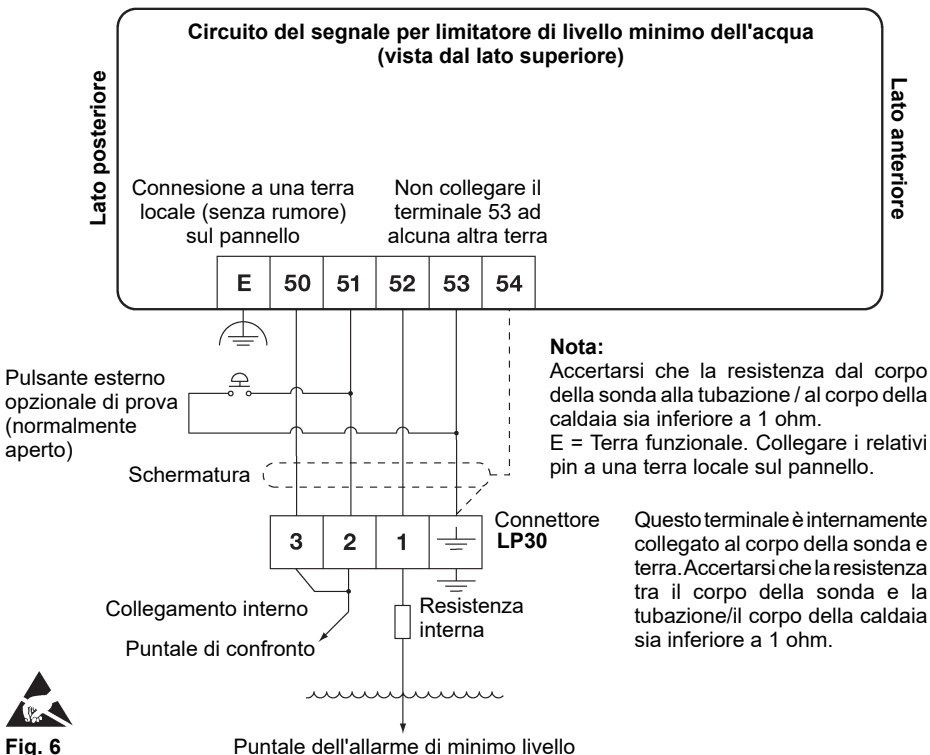 Circuito del segnale per limitatore di livello minimo dell'acqua
(vista dal lato superiore)
Lato posteriore
Lato anteriore
Connesione a una terra
locale (senza rumore)
sul pannello
Non collegare il
terminale 53 ad
alcuna altra terra
E 50 51 52 53 54
Pulsante esterno
opzionale di prova
(normalmente
aperto)
Nota:
Accertarsi che la resistenza dal corpo
della sonda alla tubazione / al corpo della
caldaia sia inferiore a 1 ohm.
E = Terra funzionale. Collegare i relativi
pin a una terra locale sul pannello.
Schermatura
3 2 1
Connettore
LP30
Questo terminale è internamente
collegato al corpo della sonda e
terra. Accertarsi che la resistenza
tra il corpo della sonda e la
tubazione/il corpo della caldaia
sia inferiore a 1 ohm.
Collegamento interno
Resistenza
interna
Puntale di confronto
Fig. 6
Puntale dell'allarme di minimo livello